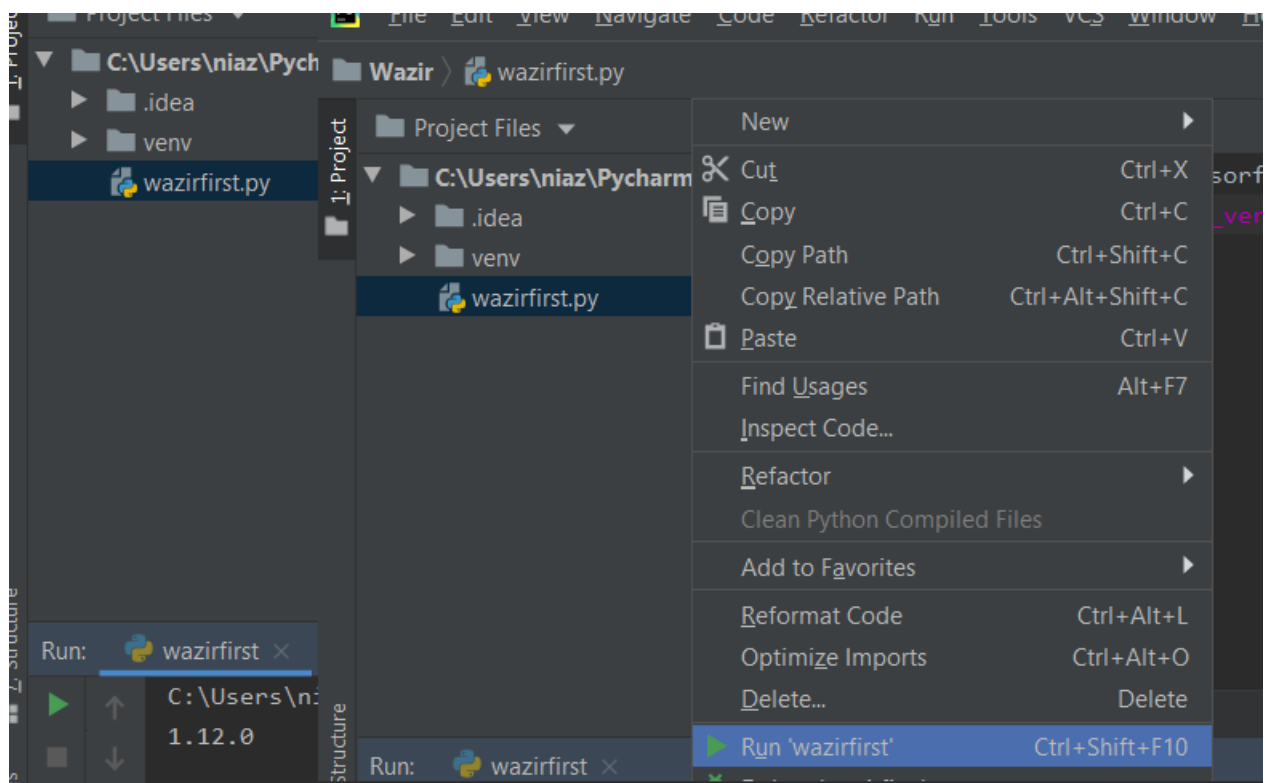 Project Files
C:\Users\niaz\Pych
.idea
venv
wazirfirst.py
Run: wazirfirst
C:\Users\ni
1.12.0
File Edit View Navigate Code Refactor Run Tools VCS Window
Wazir wazirfirst.py
1: Project
Project Files
C:\Users\niaz\Pycharm
.idea
venv
wazirfirst.py
Structure
Run: wazirfirst
New
Cut Ctrl+X
Copy Ctrl+C
Copy Path Ctrl+Shift+C
Copy Relative Path Ctrl+Alt+Shift+C
Paste Ctrl+V
Find Usages Alt+F7
Inspect Code...
Refactor
Clean Python Compiled Files
Add to Favorites
Reformat Code Ctrl+Alt+L
Optimize Imports Ctrl+Alt+O
Delete... Delete
Run 'wazirfirst' Ctrl+Shift+F10
sorf
_ver